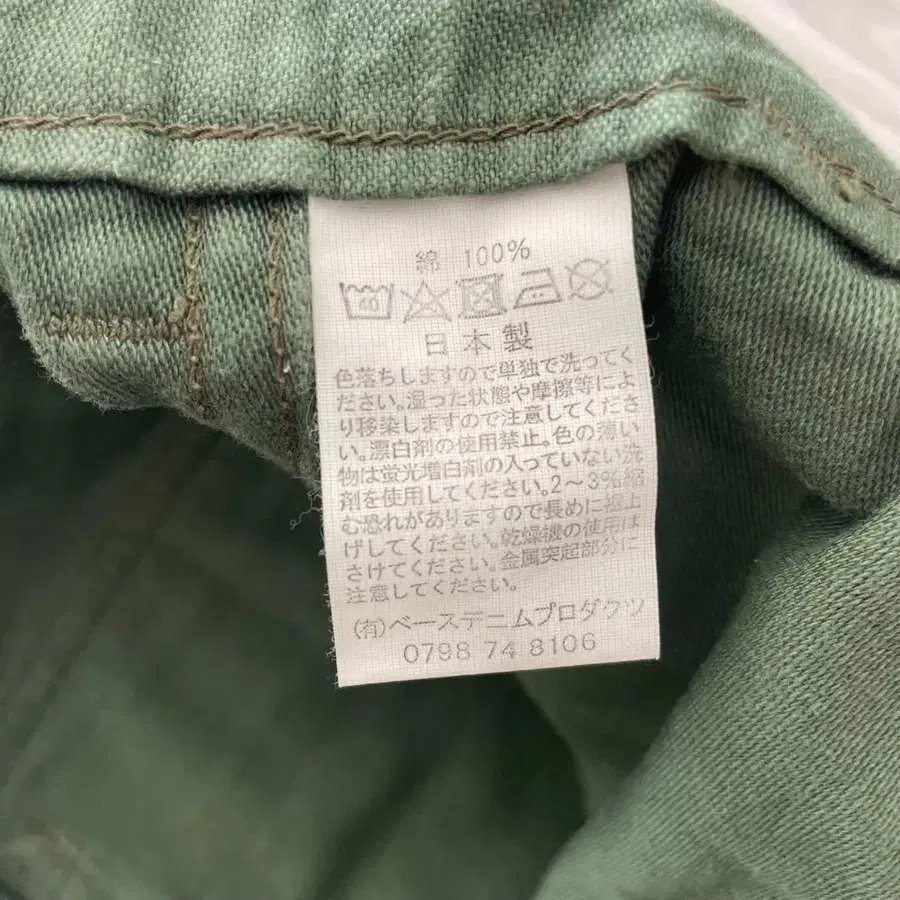 綿 100%
40
日本製
色落ちしますので単独で洗ってく
ださい。湿った状態や摩擦等によ
り移染しますので注意してくださ
い。漂白剤の使用禁止。色の薄い
物は蛍光増白剤の入っていない洗
剤を使用してください。2～3%縮
む恐れがありますので長めに裾上
げしてください。乾燥機の使用は
さけてください。金属突起部分に
注意してください。
(有)ベースデニムプロダクツ
0798 74 8106